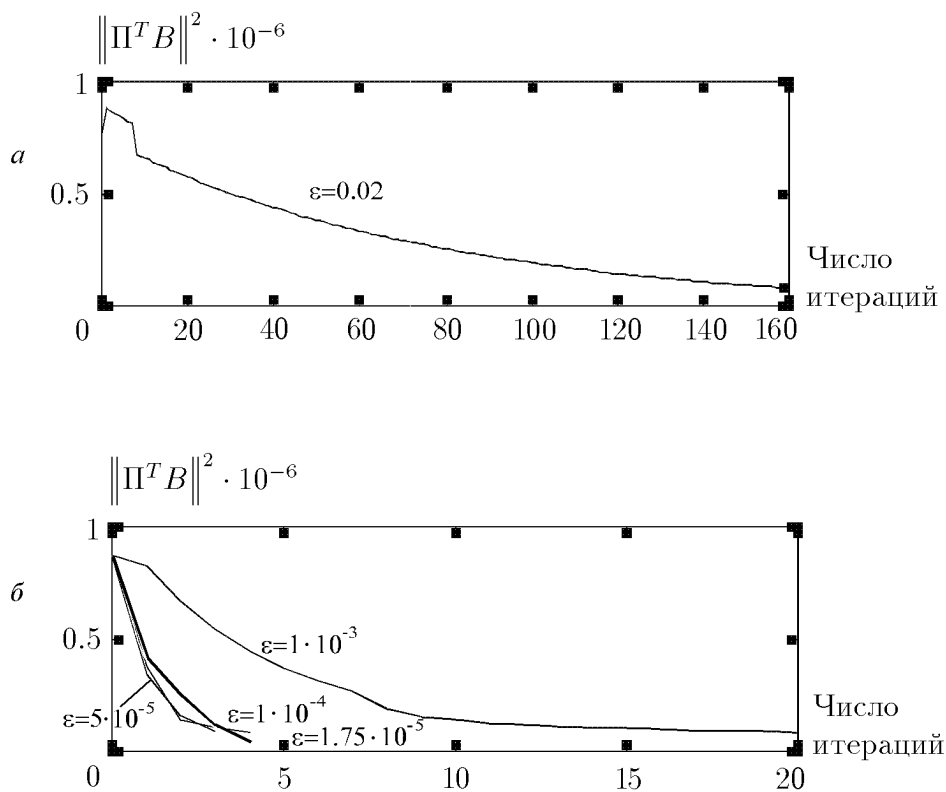 ‖Π^T B‖² · 10⁻⁶
1
а
0.5
ε=0.02
Число
итераций
0 20 40 60 80 100 120 140 160
‖Π^T B‖² · 10⁻⁶
1
б
0.5
ε=1·10⁻³
ε=5·10⁻⁵
ε=1·10⁻⁴
ε=1.75·10⁻⁵
Число
итераций
0 5 10 15 20